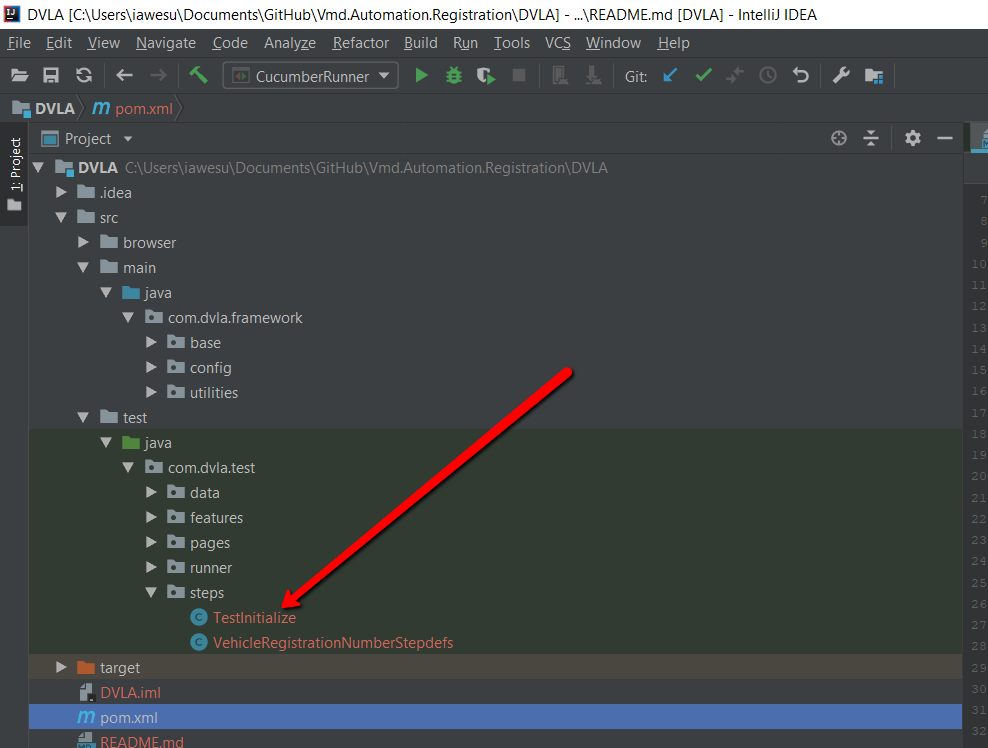 DVLA [C:\Users\iawesu\Documents\GitHub\Vmd.Automation.Registration\DVLA] - ...\README.md [DVLA] - IntelliJ IDEA
File Edit View Navigate Code Analyze Refactor Build Run Tools VCS Window Help
CucumberRunner Git:
DVLA m pom.xml
1: Project
Project
DVLA C:\Users\iawesu\Documents\GitHub\Vmd.Automation.Registration\DVLA
.idea
src
browser
main
java
com.dvla.framework
base
config
utilities
test
java
com.dvla.test
data
features
pages
runner
steps
C TestInitialize
C VehicleRegistrationNumberStepdefs
target
DVLA.iml
m pom.xml
README.md
7
8
9
10
11
12
13
14
15
16
17
18
19
20
21
22
23
24
25
26
27
28
29
30
31
32